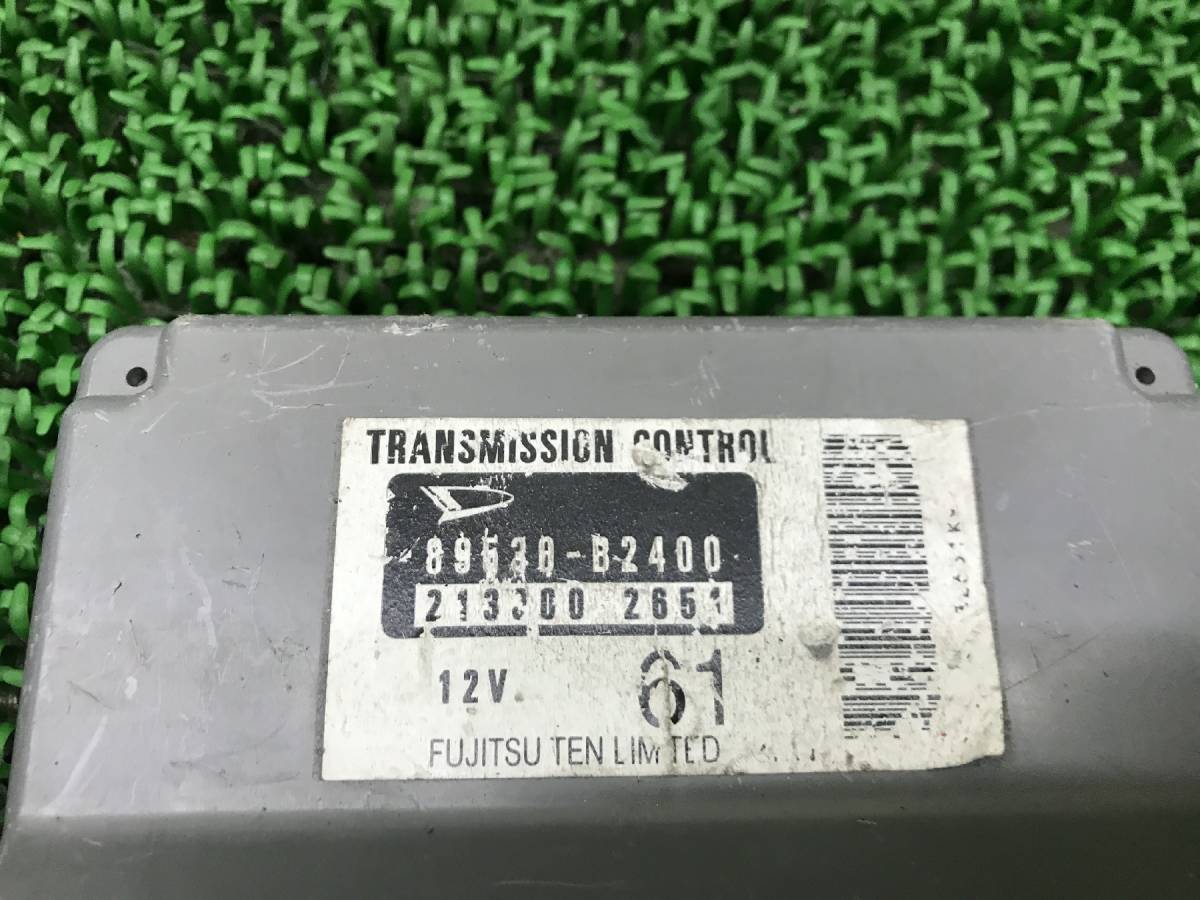 TRANSMISSION CONTROL
89530-B2400
213300 2651
12V
61
FUJITSU TEN LIMITED